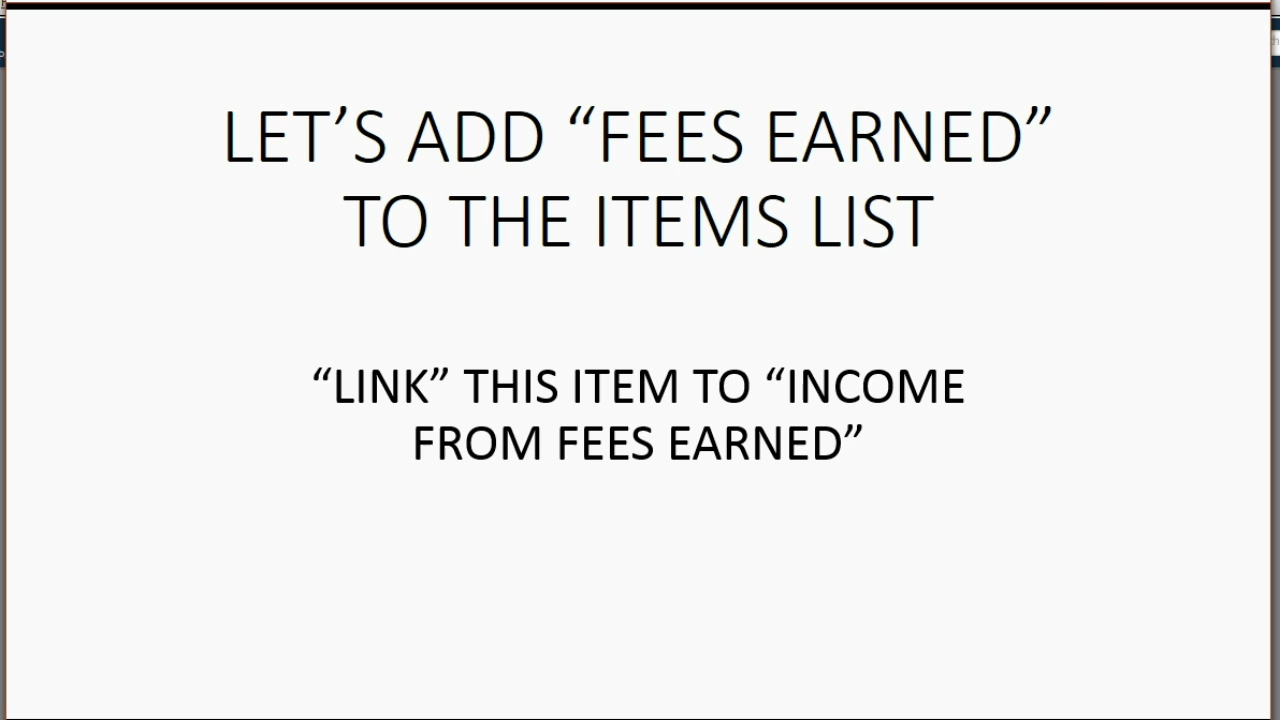 LET’S ADD “FEES EARNED”
TO THE ITEMS LIST
“LINK” THIS ITEM TO “INCOME
FROM FEES EARNED”